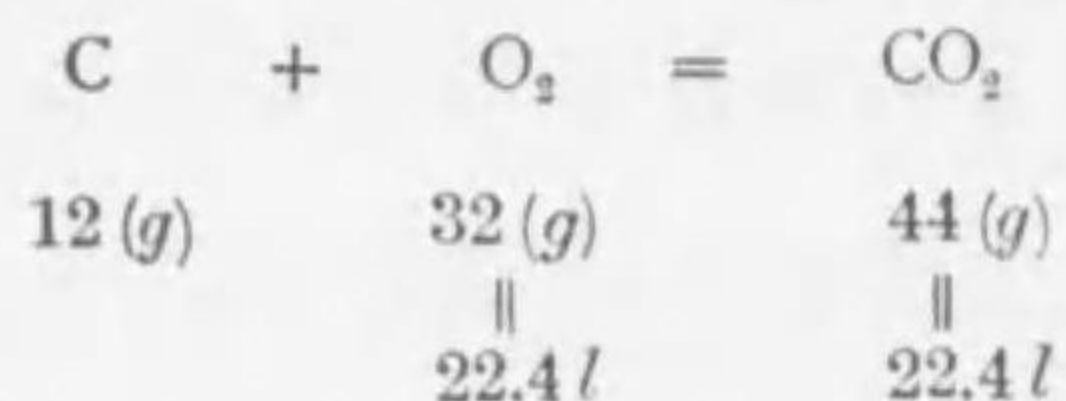 C + O₂ = CO₂
12 (g) 32 (g) 44 (g)
|| ||
22.4 l 22.4 l